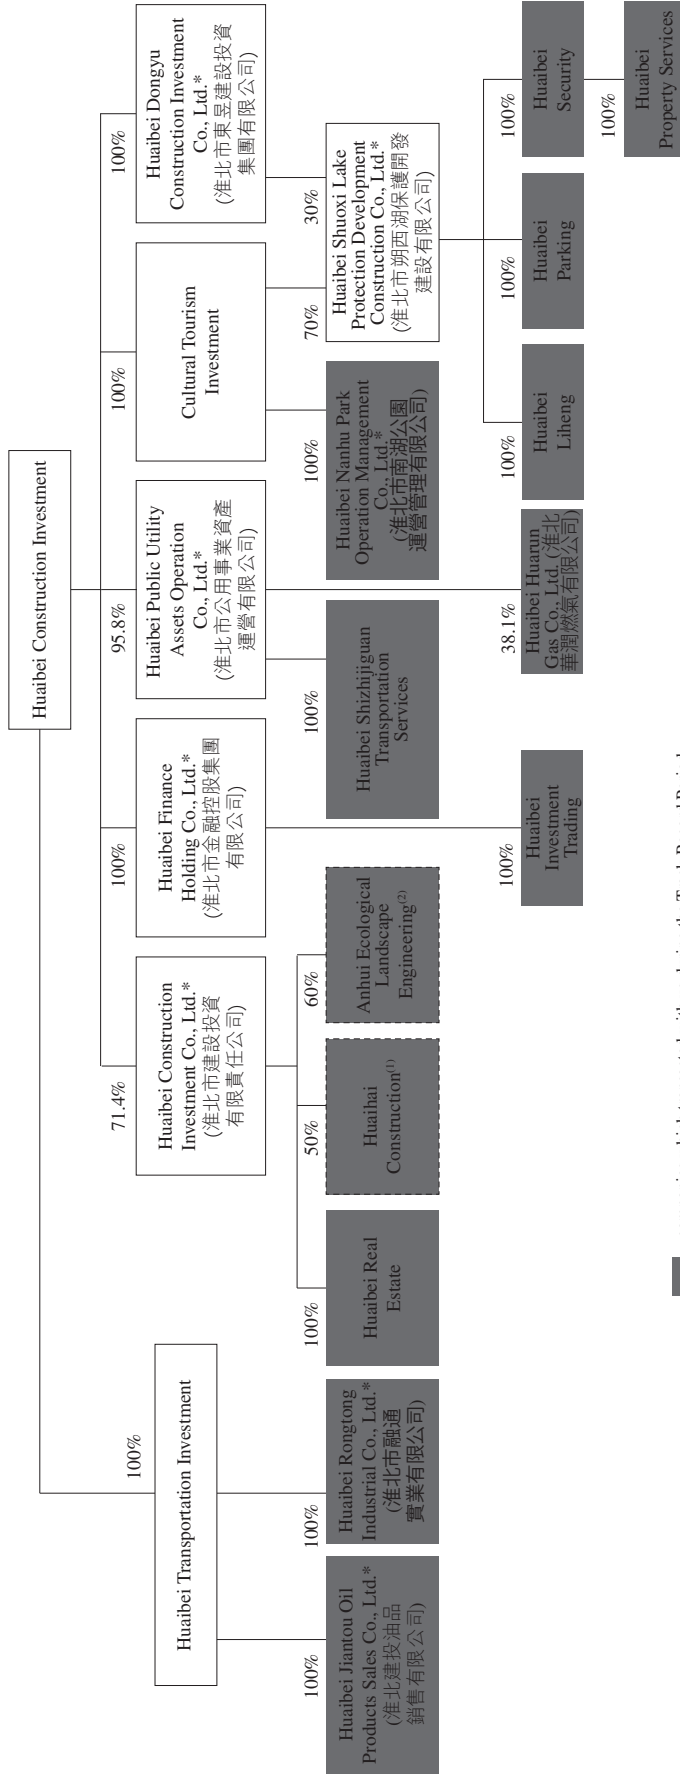 Huaibei Construction Investment
100%
Huaibei Transportation Investment
100%
Huaibei Jiantou Oil
Products Sales Co., Ltd.*
(淮北建投油品
銷售有限公司)
100%
Huaibei Rongtong
Industrial Co., Ltd.*
(淮北市融通
實業有限公司)
71.4%
Huaibei Construction
Investment Co., Ltd.*
(淮北市建設投資
有限責任公司)
100%
Huaibei Real
Estate
50%
Huaihai
Construction(1)
60%
Anhui Ecological
Landscape
Engineering(2)
100%
Huaibei Finance
Holding Co., Ltd.*
(淮北市金融控股集團
有限公司)
100%
Huaibei
Investment
Trading
95.8%
Huaibei Public Utility
Assets Operation
Co., Ltd.*
(淮北市公用事業資產
運營有限公司)
100%
Huaibei Shizhijiguan
Transportation
Services
38.1%
Huaibei Huarun
Gas Co., Ltd. (淮北
華潤燃氣有限公司)
100%
Cultural Tourism
Investment
100%
Huaibei Nanhu Park
Operation Management
Co., Ltd.*
(淮北市南湖公園
運營管理有限公司)
100%
Huaibei Dongyu
Construction Investment
Co., Ltd.*
(淮北市東昱建設投資
集團有限公司)
70%
30%
Huaibei Shuoxi Lake
Protection Development
Construction Co., Ltd.*
(淮北市朔西湖保護開發
建設有限公司)
100%
Huaibei
Liheng
100%
Huaibei
Parking
100%
Huaibei
Security
100%
Huaibei
Property Services